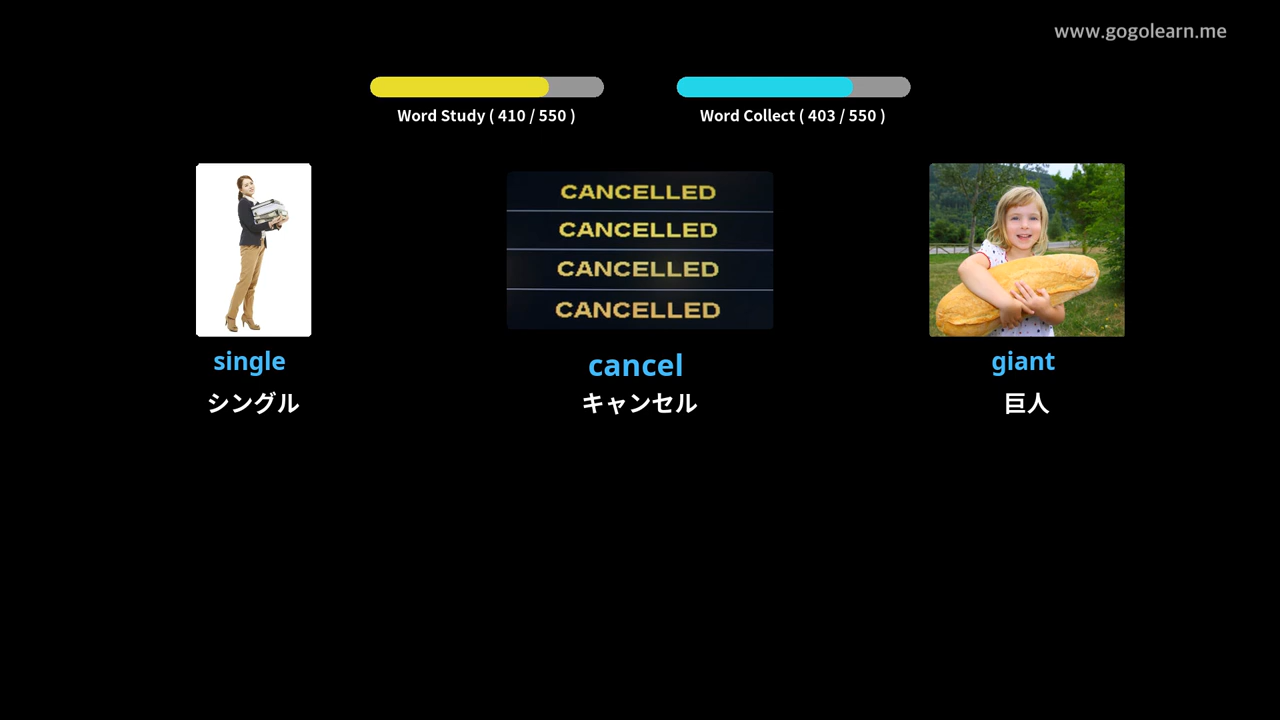 www.gogolearn.me
Word Study ( 410 / 550 )
Word Collect ( 403 / 550 )
CANCELLED
CANCELLED
CANCELLED
CANCELLED
single
cancel
giant
シングル
キャンセル
巨人